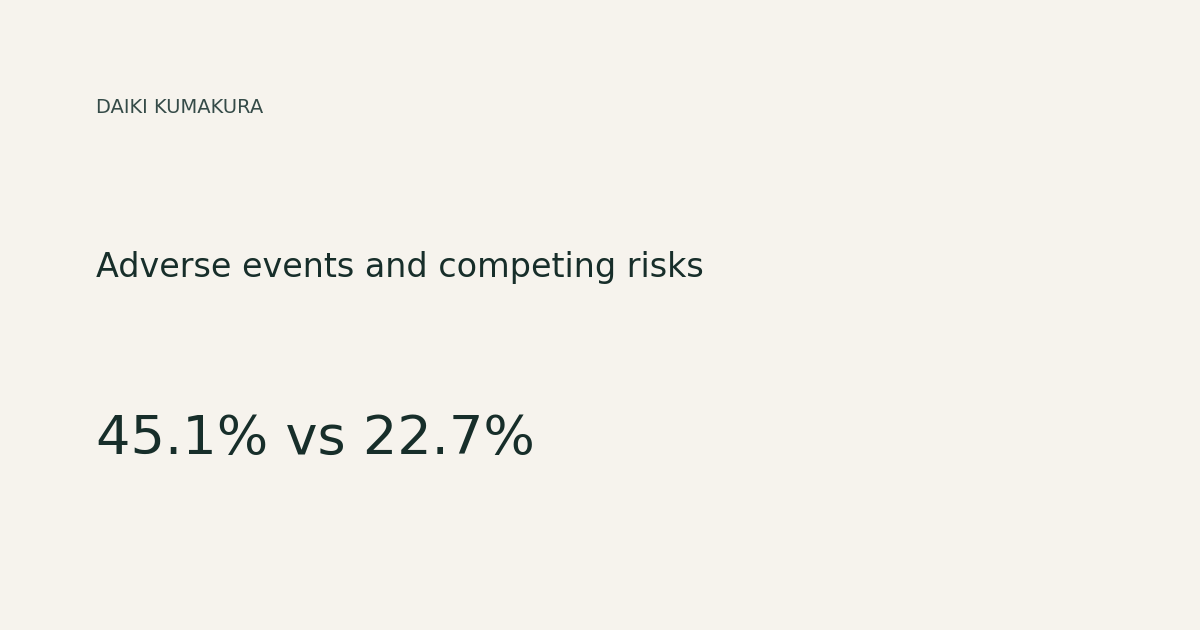 DAIKI KUMAKURA
Adverse events and competing risks
45.1% vs 22.7%